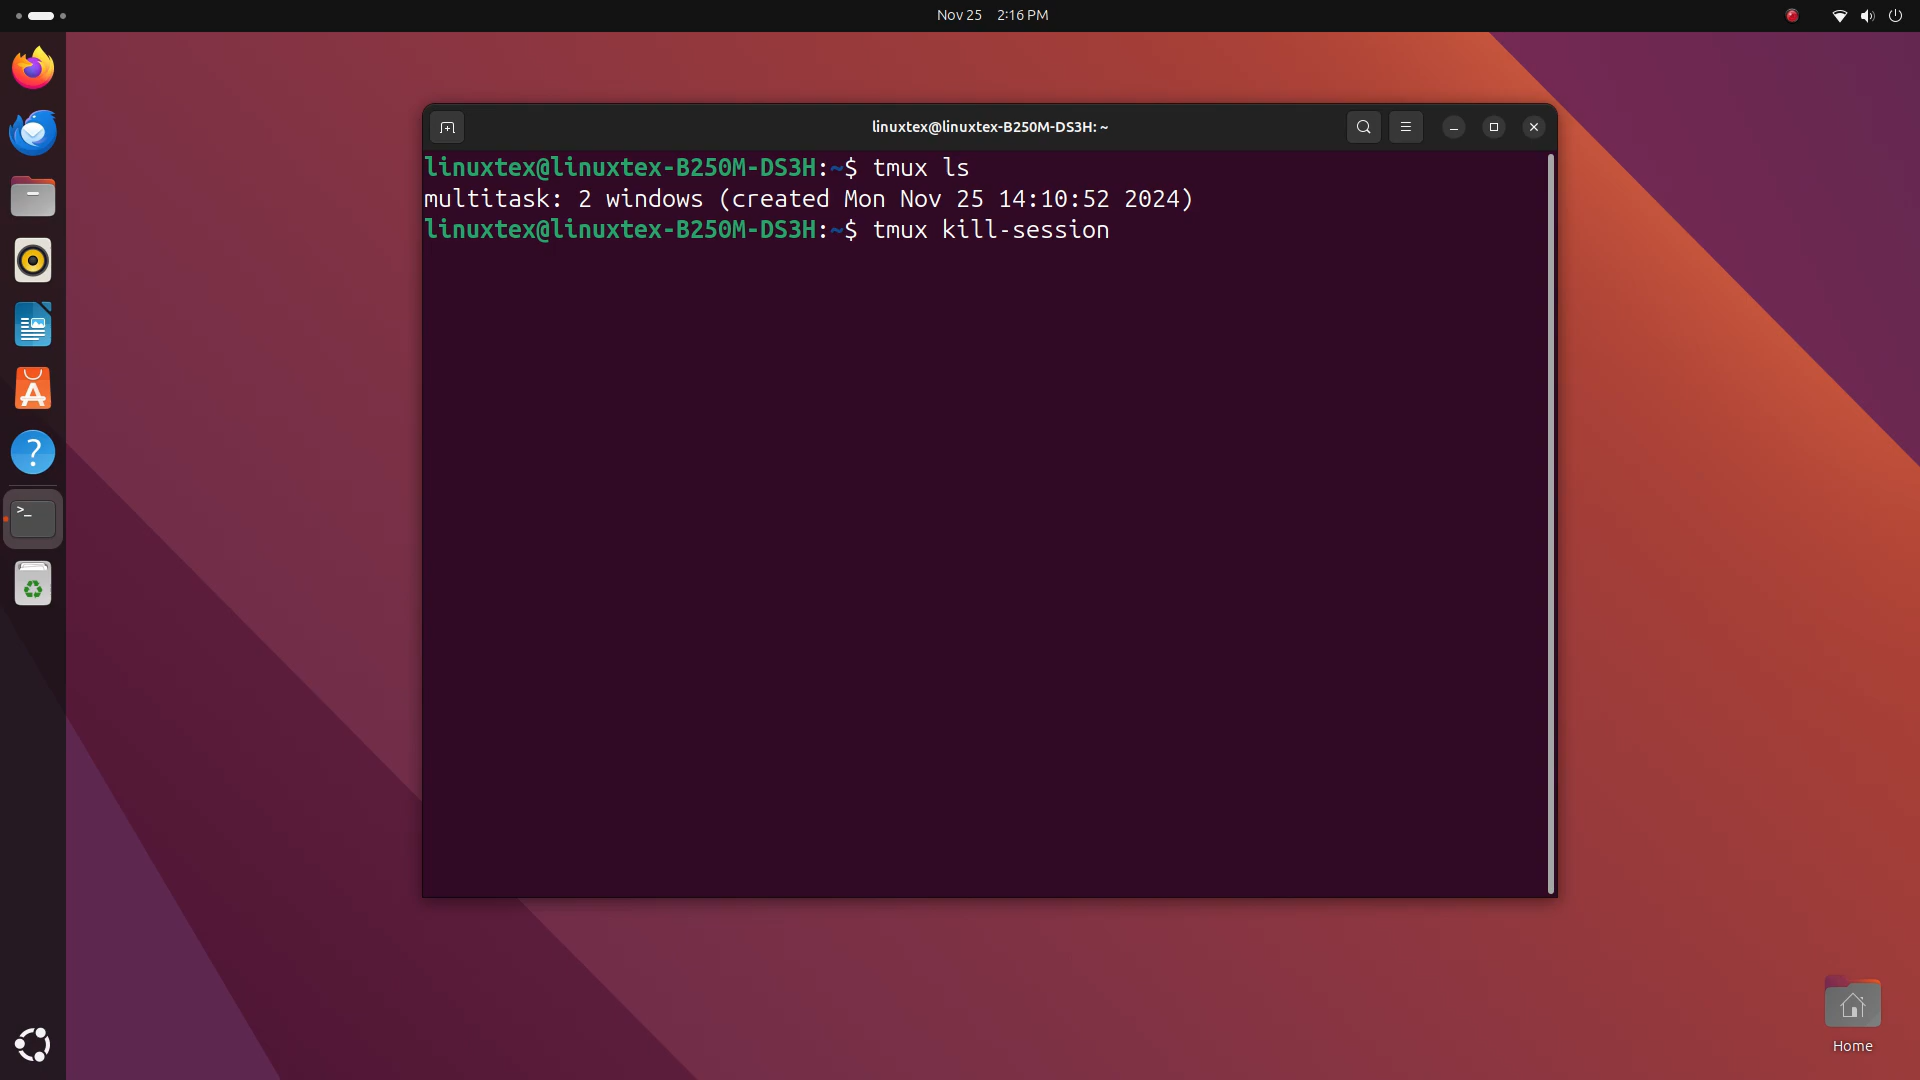 Nov 25 2:16 PM
linuxtex@linuxtex-B250M-DS3H: ~
linuxtex@linuxtex-B250M-DS3H:~$ tmux ls
multitask: 2 windows (created Mon Nov 25 14:10:52 2024)
linuxtex@linuxtex-B250M-DS3H:~$ tmux kill-session
Home